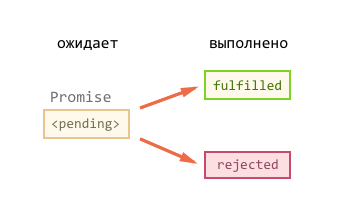 ожидает
выполнено
fulfilled
Promise
<pending>
rejected